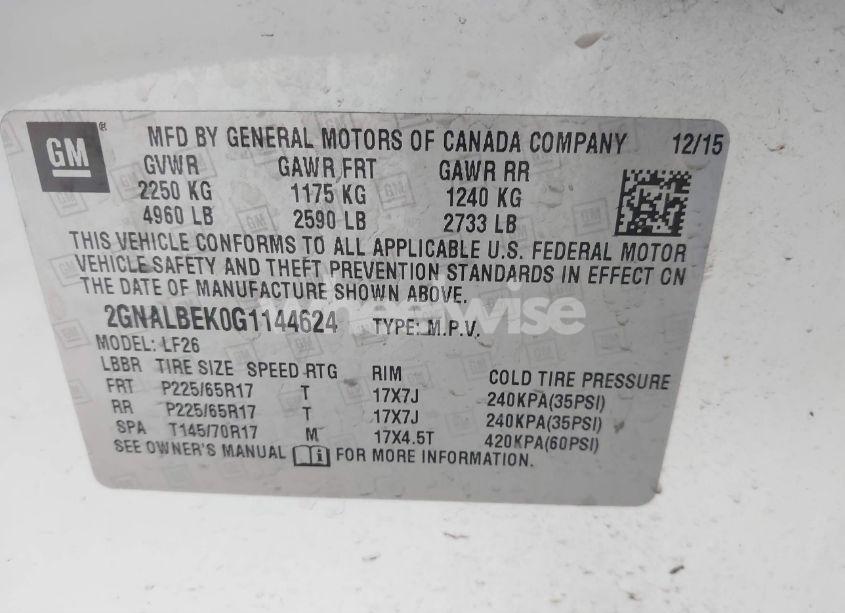 GM ® MFD BY GENERAL MOTORS OF CANADA COMPANY 12/15
GVWR GAWR FRT GAWR RR
2250 KG 1175 KG 1240 KG
4960 LB 2590 LB 2733 LB
THIS VEHICLE CONFORMS TO ALL APPLICABLE U.S. FEDERAL MOTOR
VEHICLE SAFETY AND THEFT PREVENTION STANDARDS IN EFFECT ON
THE DATE OF MANUFACTURE SHOWN ABOVE.
wheelwise
2GNALBEK0G1144624 TYPE: M.P.V.
MODEL: LF26
LBBR TIRE SIZE SPEED RTG RIM COLD TIRE PRESSURE
FRT P225/65R17 T 17X7J 240KPA(35PSI)
RR P225/65R17 T 17X7J 240KPA(35PSI)
SPA T145/70R17 M 17X4.5T 420KPA(60PSI)
SEE OWNER'S MANUAL i FOR MORE INFORMATION.